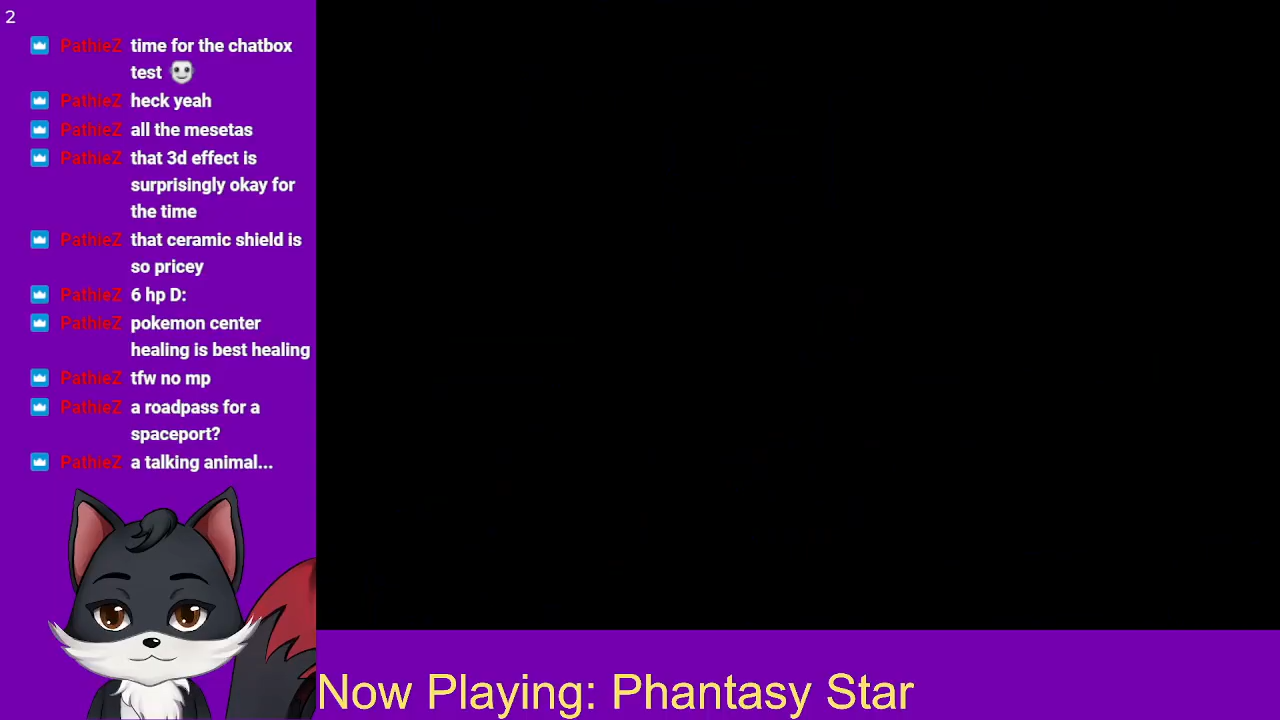 2
PathieZ time for the chatbox
test
PathieZ heck yeah
PathieZ all the mesetas
PathieZ that 3d effect is
surprisingly okay for
the time
PathieZ that ceramic shield is
so pricey
PathieZ 6 hp D:
PathieZ pokemon center
healing is best healing
PathieZ tfw no mp
PathieZ a roadpass for a
spaceport?
PathieZ a talking animal...
Now Playing: Phantasy Star